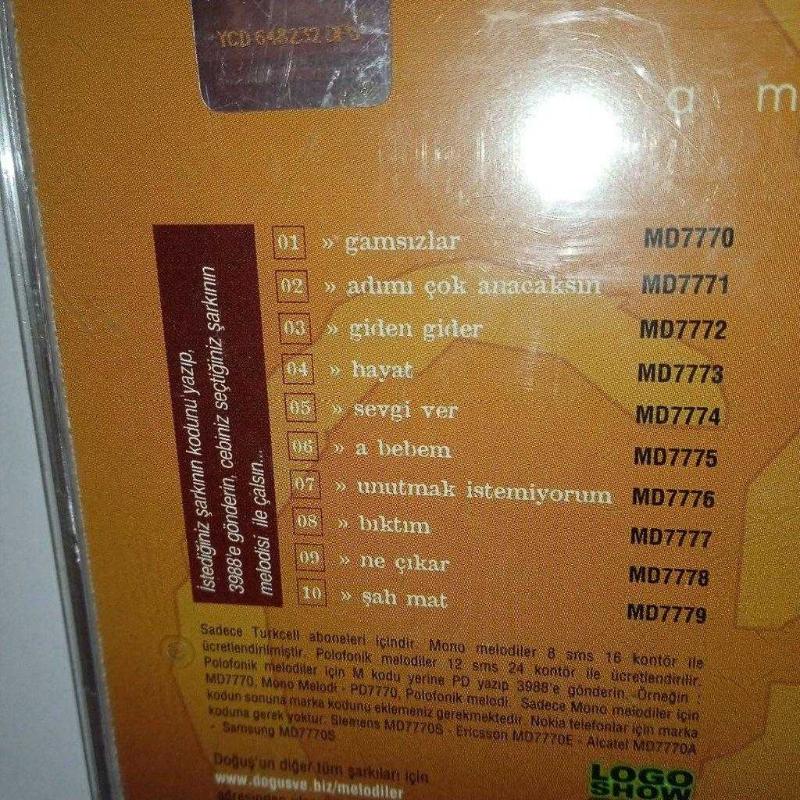 YCD 648232
a m
01 » gamsızlar MD7770
02 » adımı çok anacaksın MD7771
03 » giden gider MD7772
04 » hayat MD7773
05 » sevgi ver MD7774
06 » a bebem MD7775
07 » unutmak istemiyorum MD7776
08 » bıktım MD7777
09 » ne çıkar MD7778
10 » şah mat MD7779
İstediğiniz şarkının kodunu yazıp,
3988'e gönderin, cebiniz seçtiğiniz şarkının
melodisi ile çalsın...
Sadece Turkcell aboneleri içindir. Mono melodiler 8 sms 16 kontör ile
ücretlendirilmiştir. Polofonik melodiler 12 sms 24 kontör ile ücretlendirilir.
Polofonik melodiler için M kodu yerine PD yazıp 3988'e gönderin. Örneğin :
MD7770, Mono Melodi - PD7770, Polofonik melodi. Sadece Mono melodiler için
kodun sonuna marka kodunu eklemeniz gerekmektedir. Nokia telefonlar için marka
koduna gerek yoktur. Siemens MD7770S - Ericsson MD7770E - Alcatel MD7770A
- Samsung MD7770S
Doğuş'un diğer tüm şarkıları için
www.dogusve.biz/melodiler
LOGO
SHOW